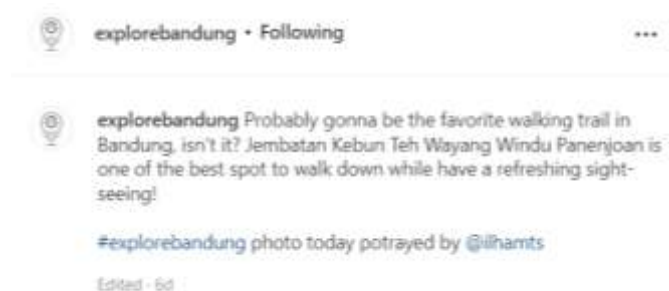 explorebandung • Following
explorebandung Probably gonna be the favorite walking trail in
Bandung, isn't it? Jembatan Kebun Teh Wayang Windu Panenjoan is
one of the best spot to walk down while have a refreshing sight-
seeing!
#explorebandung photo today potrayed by @ilhamts
Edited · 6d